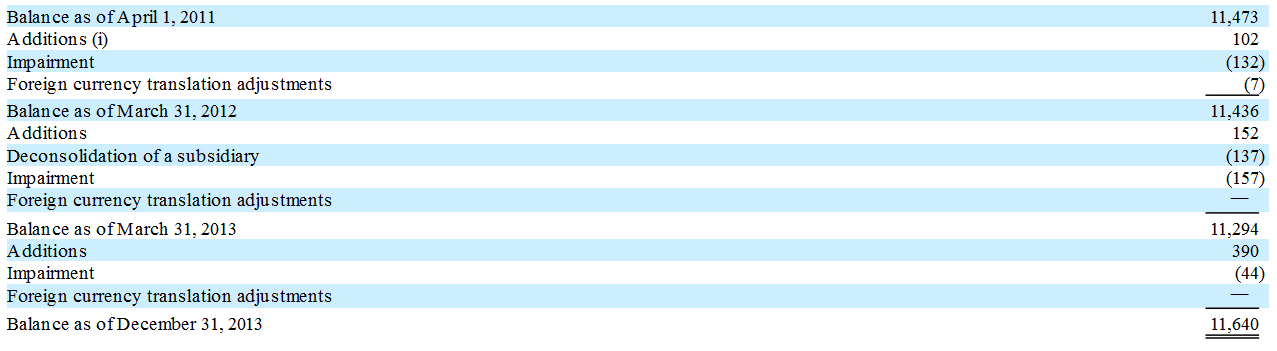 Balance as of April 1, 2011 11,473
Additions (i) 102
Impairment (132)
Foreign currency translation adjustments (7)
Balance as of March 31, 2012 11,436
Additions 152
Deconsolidation of a subsidiary (137)
Impairment (157)
Foreign currency translation adjustments —
Balance as of March 31, 2013 11,294
Additions 390
Impairment (44)
Foreign currency translation adjustments —
Balance as of December 31, 2013 11,640